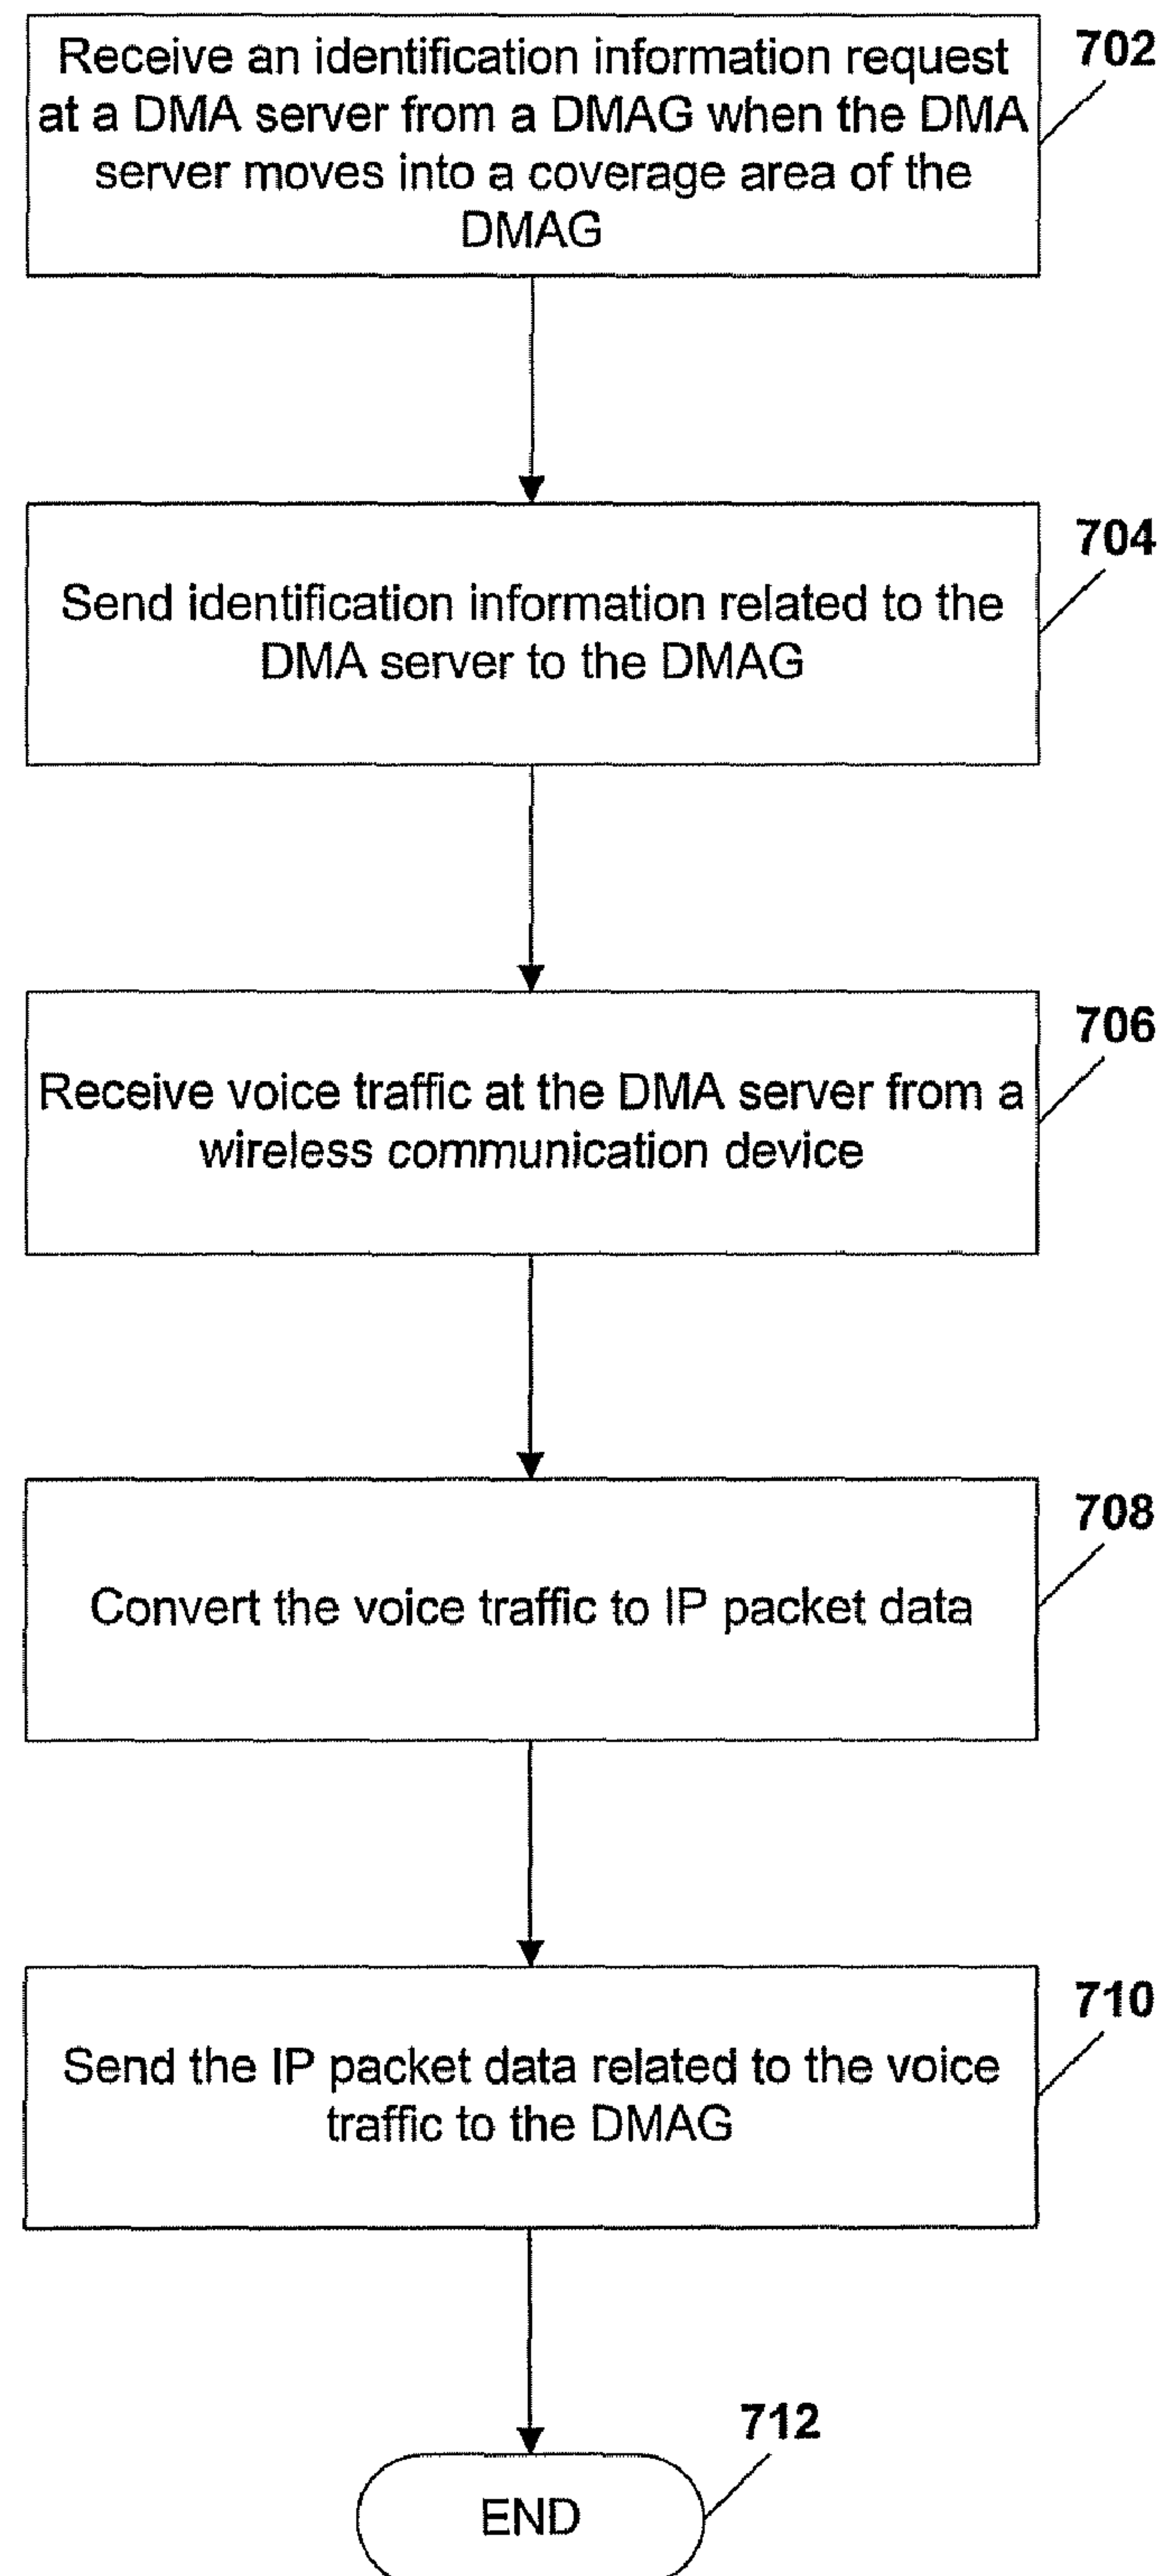 Receive an identification information request
702
at a DMA server from a DMAG when the DMA
server moves into a coverage area of the
DMAG
704
Send identification information related to the
DMA server to the DMAG
706
Receive voice traffic at the DMA server from a
wireless communication device
708
Convert the voice traffic to IP packet data
710
Send the IP packet data related to the voice
traffic to the DMAG
712
END